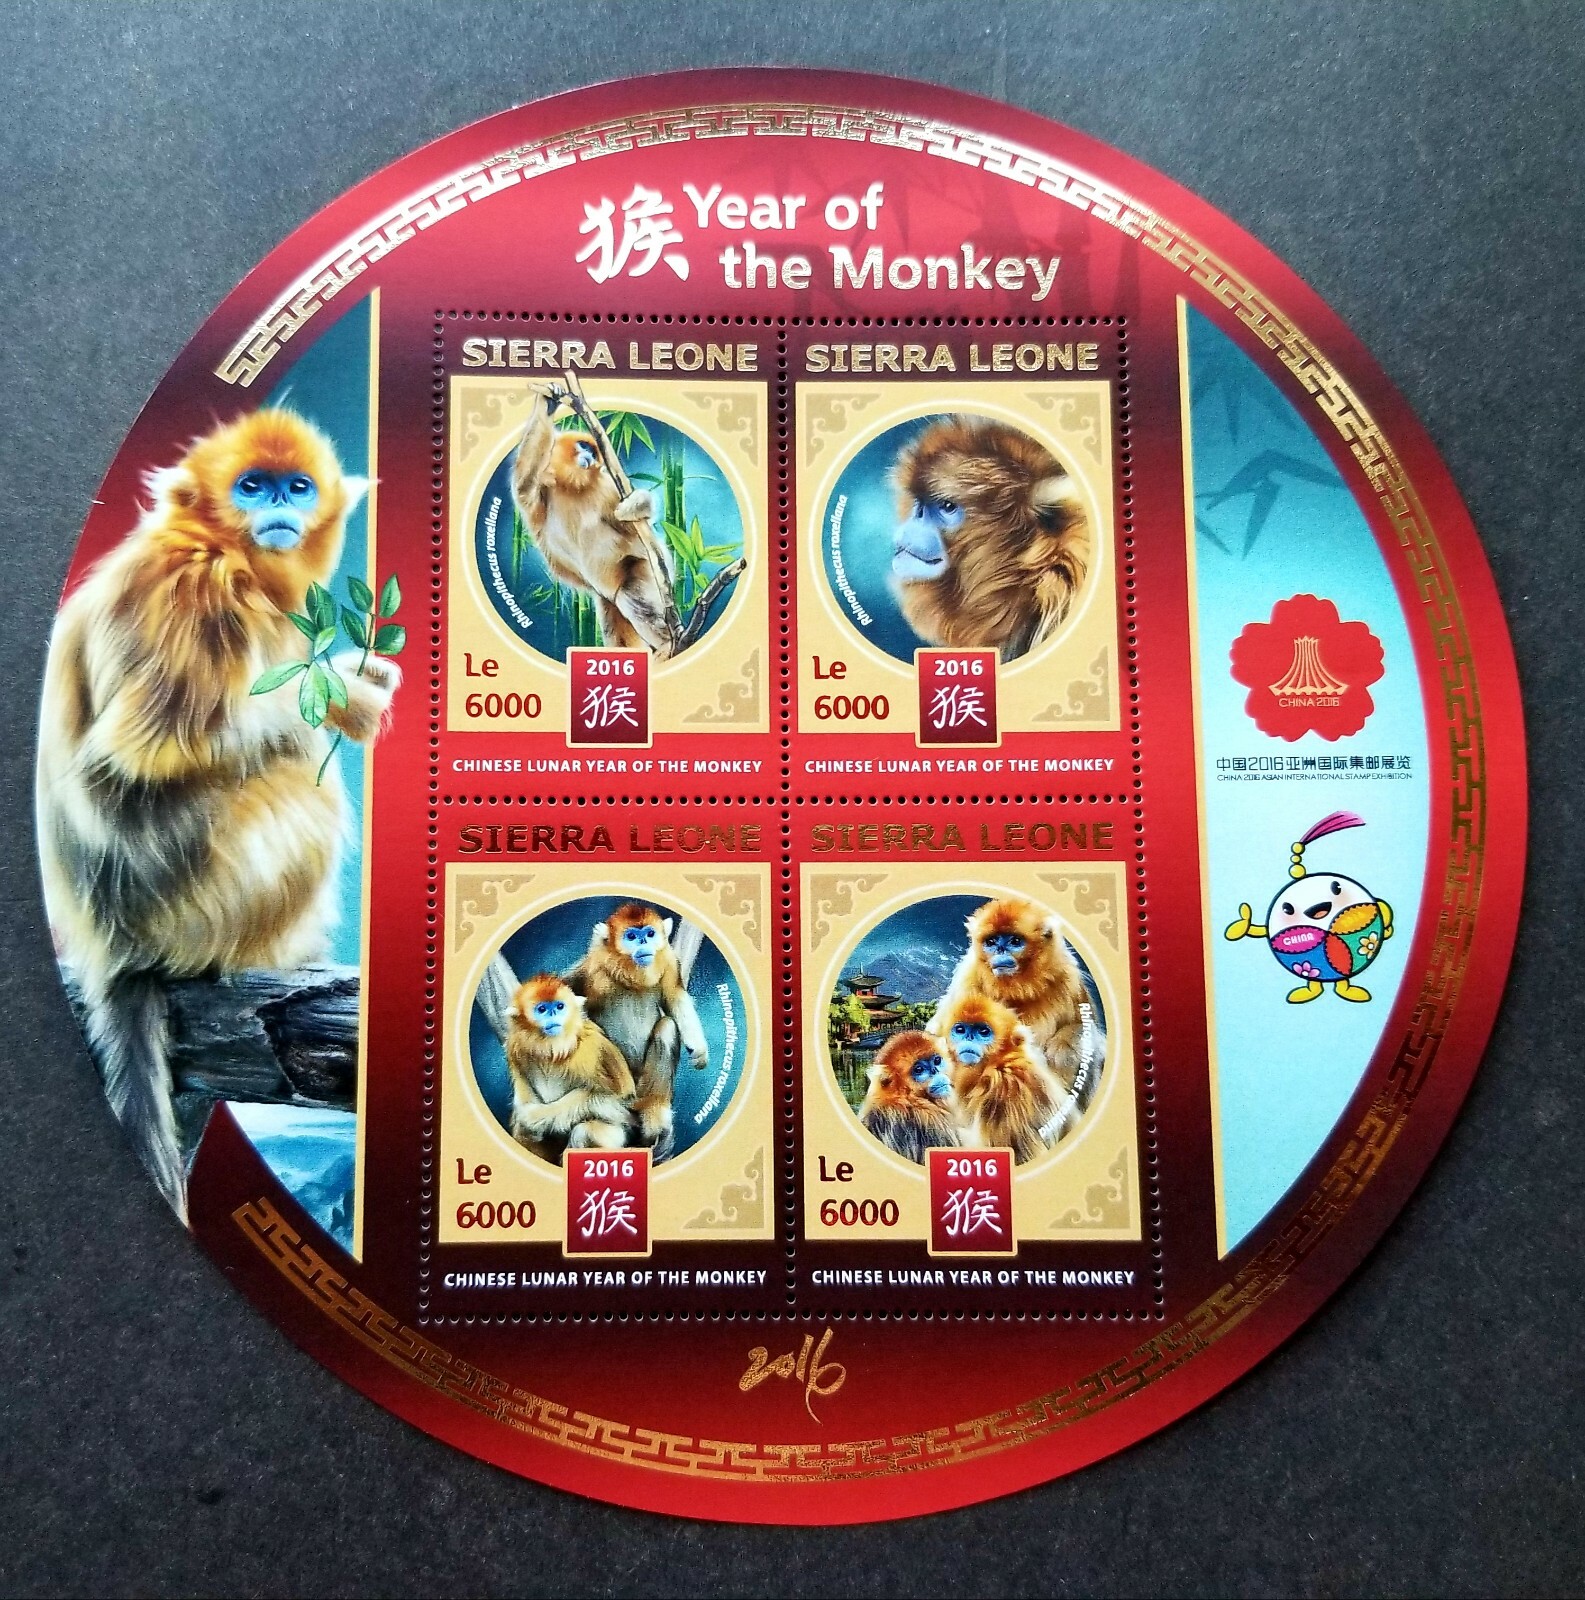 猴 Year of
the Monkey
SIERRA LEONE
Rhinopithecus roxellana
Le
6000
2016
猴
CHINESE LUNAR YEAR OF THE MONKEY
SIERRA LEONE
Rhinopithecus roxellana
Le
6000
2016
猴
CHINESE LUNAR YEAR OF THE MONKEY
SIERRA LEONE
Rhinopithecus roxellana
Le
6000
2016
猴
CHINESE LUNAR YEAR OF THE MONKEY
SIERRA LEONE
Rhinopithecus roxellana
Le
6000
2016
猴
CHINESE LUNAR YEAR OF THE MONKEY
CHINA 2016
中国2016亚洲国际集邮展览
CHINA 2016 ASIAN INTERNATIONAL STAMP EXHIBITION
CHINA
2016